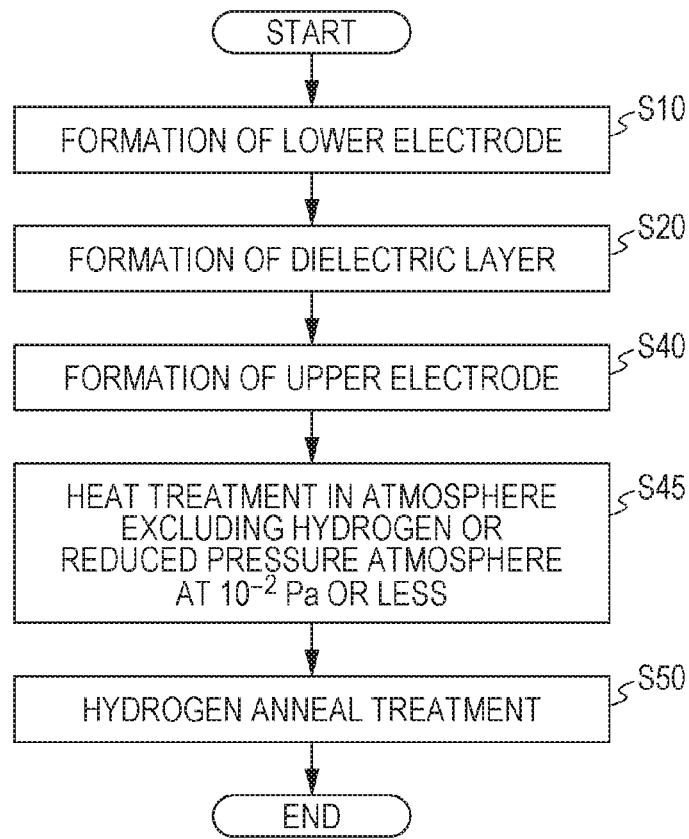 START
S10
FORMATION OF LOWER ELECTRODE
S20
FORMATION OF DIELECTRIC LAYER
S40
FORMATION OF UPPER ELECTRODE
S45
HEAT TREATMENT IN ATMOSPHERE
EXCLUDING HYDROGEN OR
REDUCED PRESSURE ATMOSPHERE
AT 10⁻² Pa OR LESS
S50
HYDROGEN ANNEAL TREATMENT
END